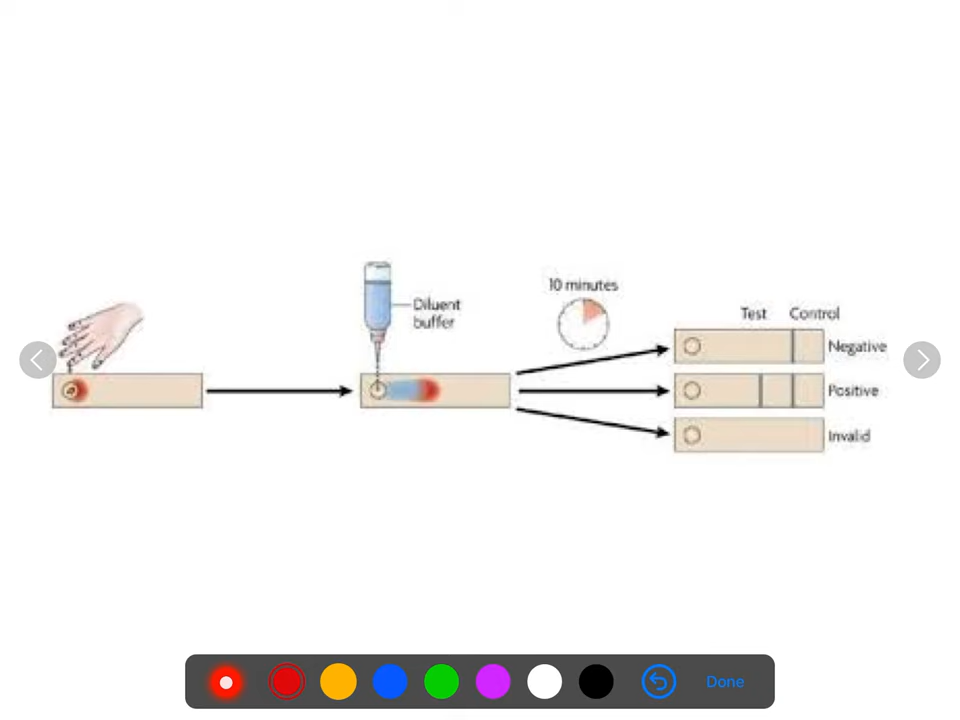 Diluent
buffer
10 minutes
Test Control
Negative
Positive
Invalid
Done